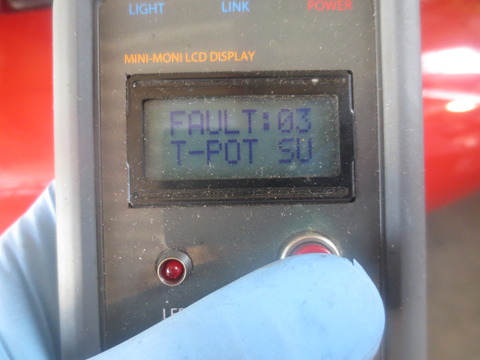 LIGHT LINK POWER
MINI-MONI LCD DISPLAY
FAULT:03
T-POT SU